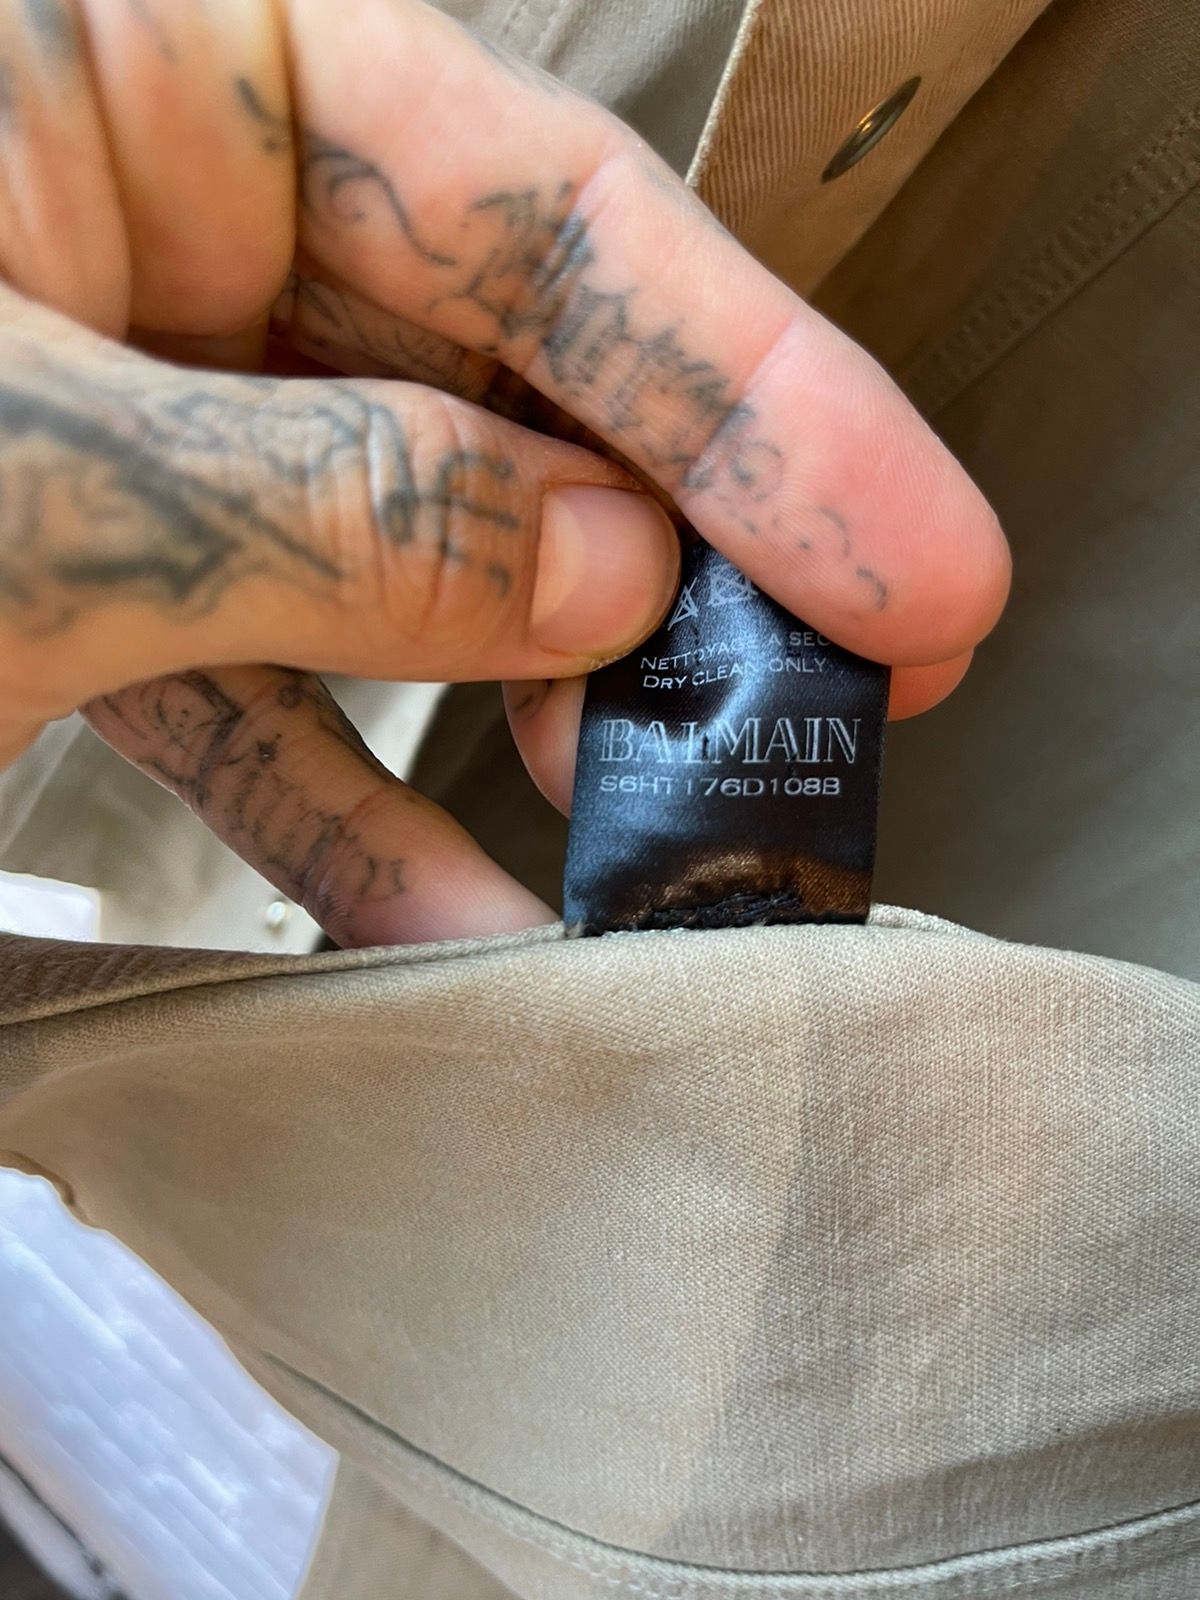 NETTOYAGE A SEC
DRY CLEAN ONLY
BALMAIN
S6HT176D108B